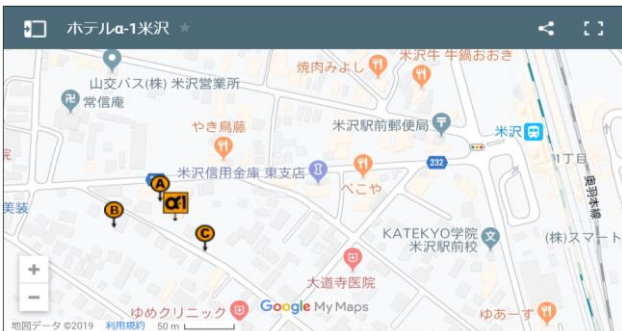 ホテルα-1米沢
米沢牛 牛鍋おおき
焼肉みよし
山交バス(株) 米沢営業所
常信庵
やき鳥藤
米沢駅前郵便局
米沢
232
1丁目
米沢信用金庫 東支店
べこや
奥羽本線
A
α1
美装
B
C
KATEKYO学院
米沢駅前校
(株)スマート
大道寺医院
+
−
ゆめクリニック
Google My Maps
ゆあーず
地図データ ©2019 利用規約 50 m